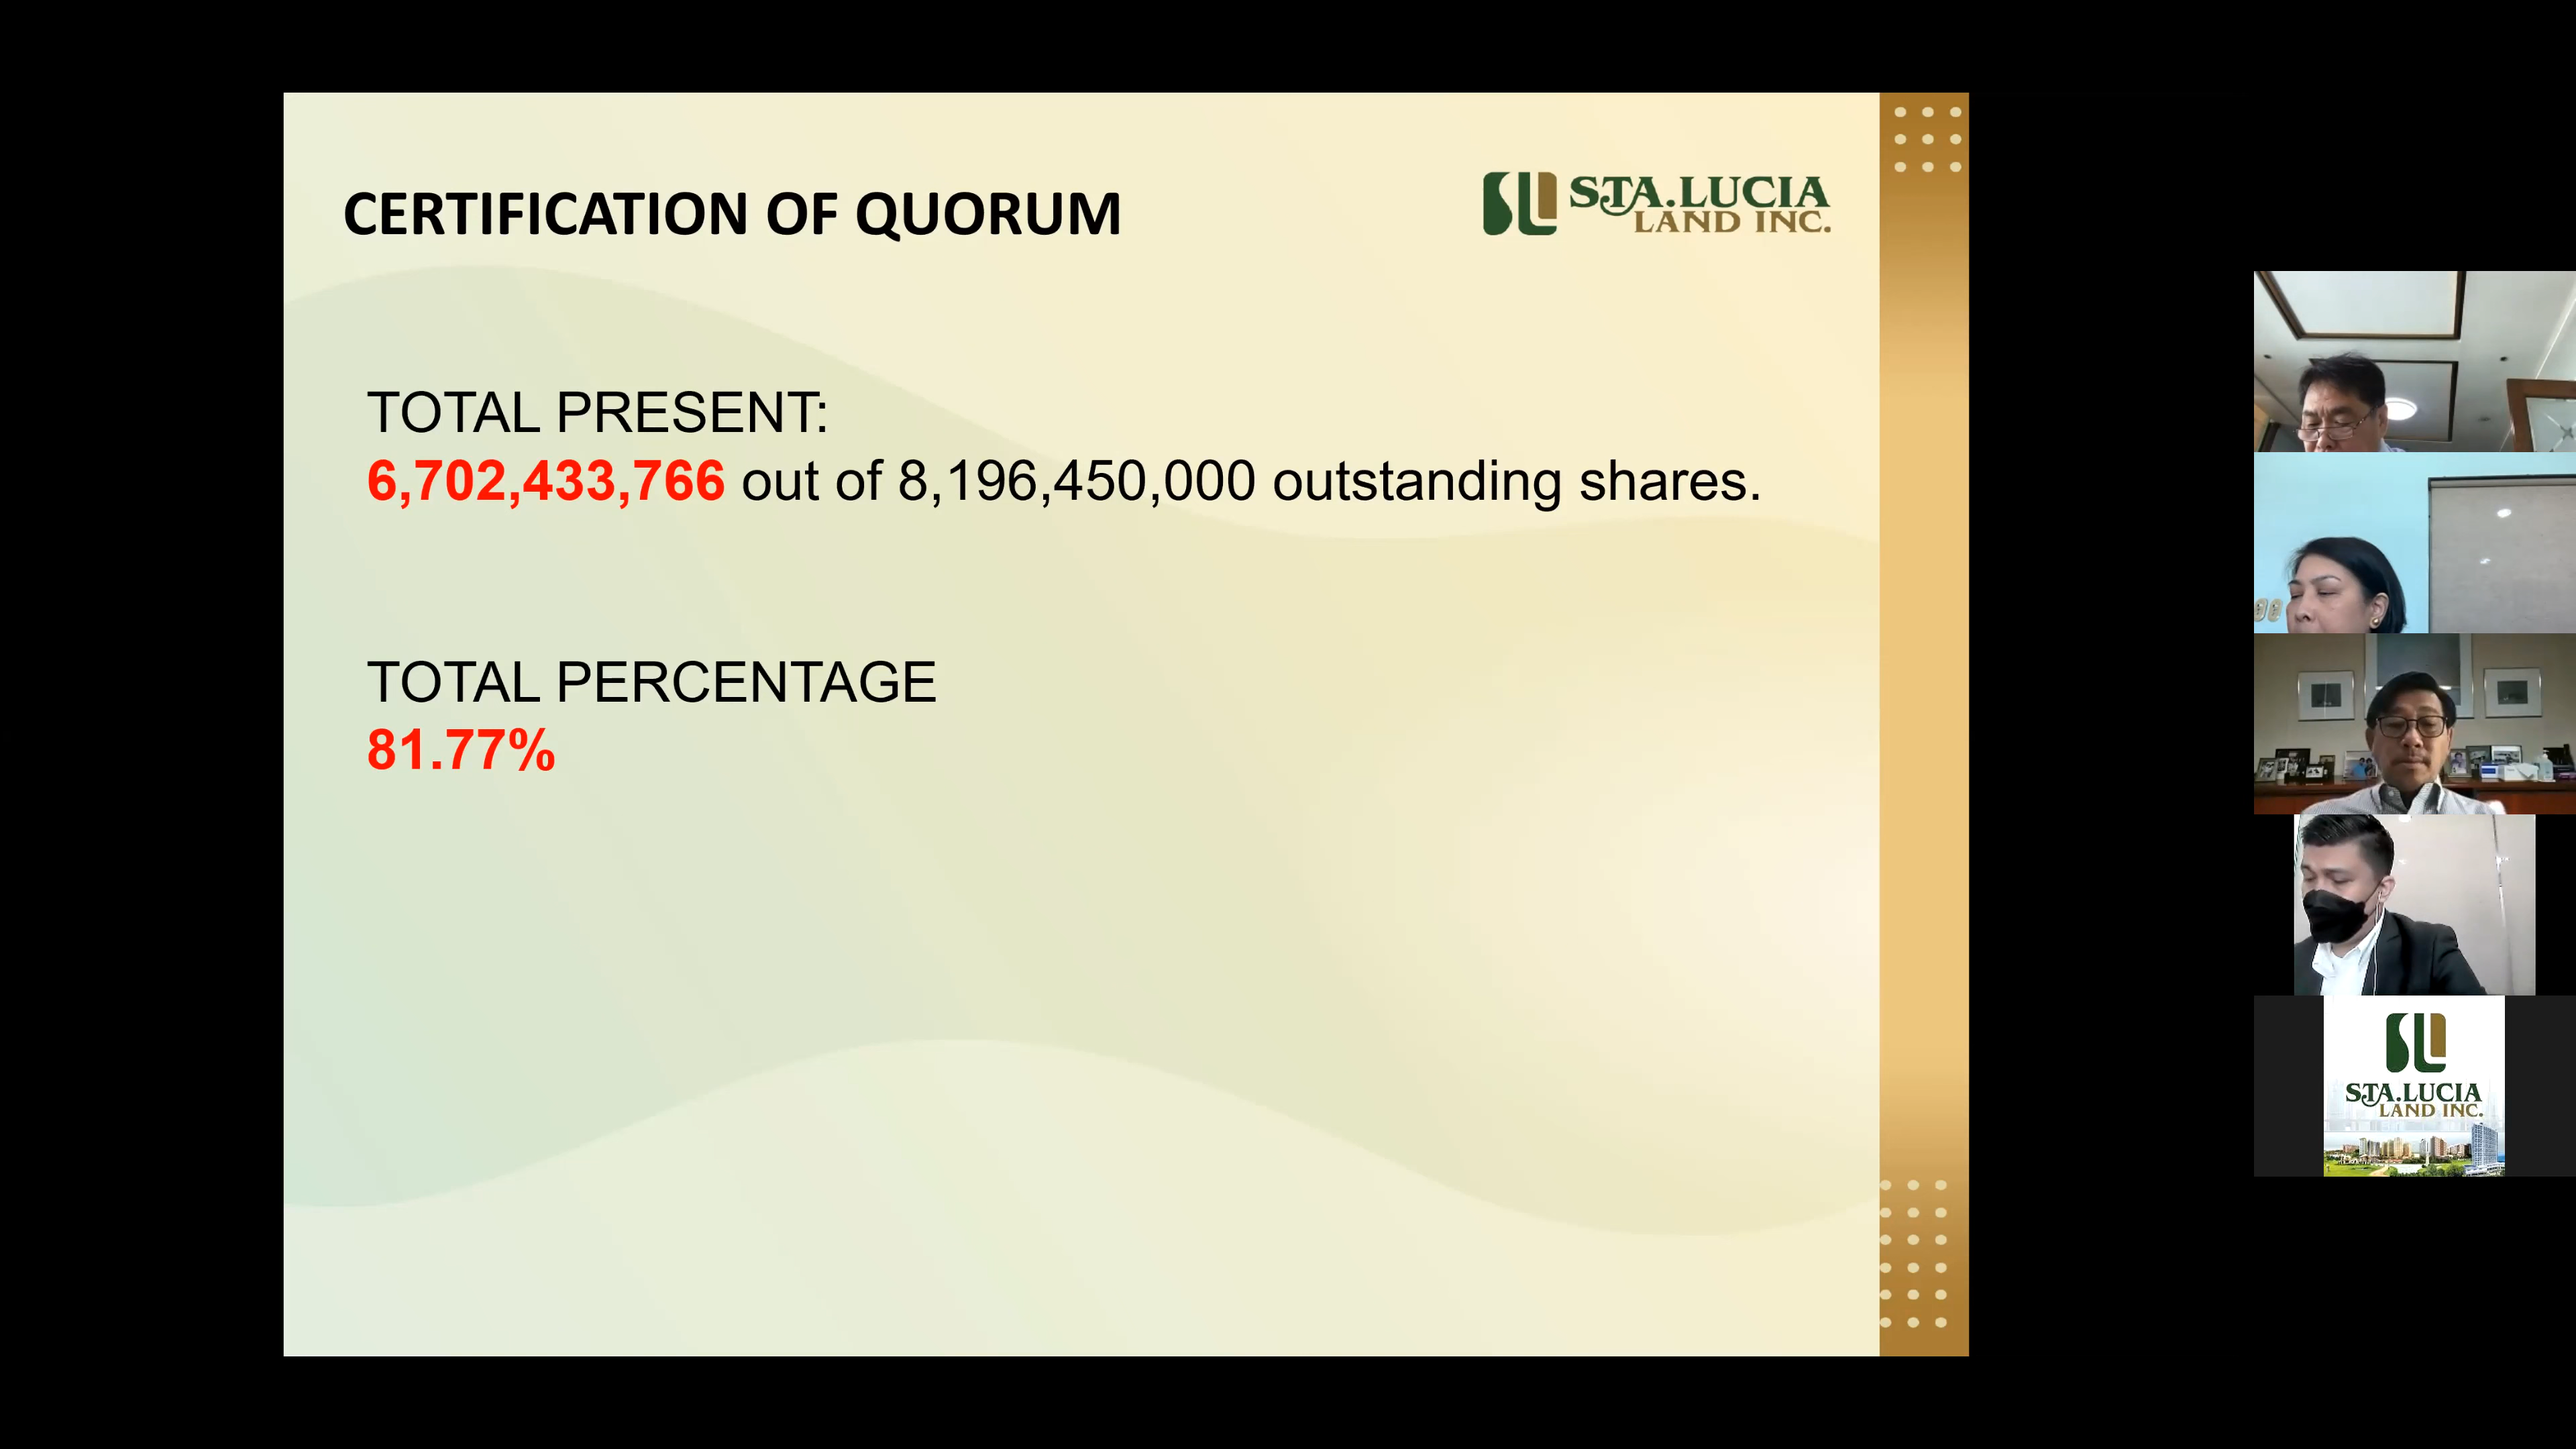 CERTIFICATION OF QUORUM
STA.LUCIA
LAND INC.
TOTAL PRESENT:
6,702,433,766 out of 8,196,450,000 outstanding shares.
TOTAL PERCENTAGE
81.77%
STA.LUCIA
LAND INC.